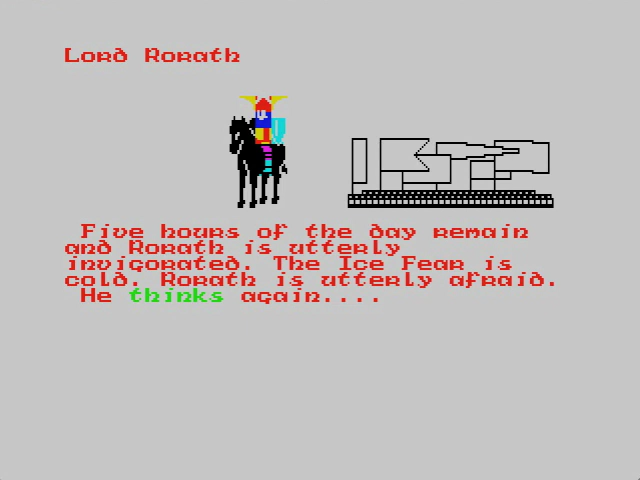 Lord Rorath
Five hours of the day remain
and Rorath is utterly
invigorated. The Ice Fear is
cold. Rorath is utterly afraid.
He thinks again....